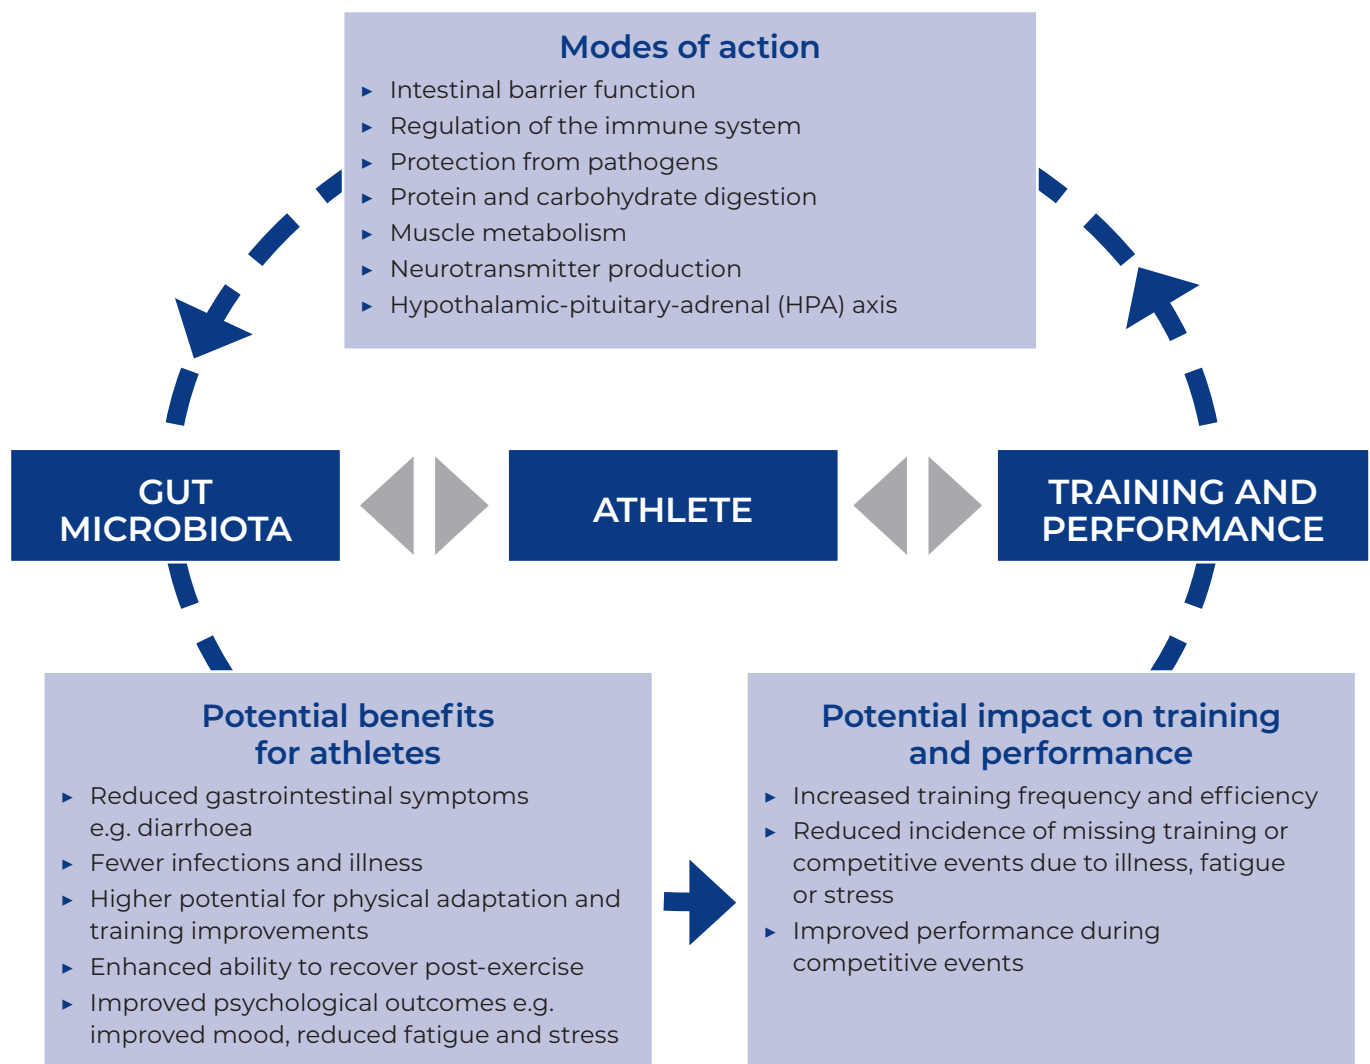 Modes of action
▸ Intestinal barrier function
▸ Regulation of the immune system
▸ Protection from pathogens
▸ Protein and carbohydrate digestion
▸ Muscle metabolism
▸ Neurotransmitter production
▸ Hypothalamic-pituitary-adrenal (HPA) axis
GUT
MICROBIOTA
ATHLETE
TRAINING AND
PERFORMANCE
Potential benefits
for athletes
▸ Reduced gastrointestinal symptoms
e.g. diarrhoea
▸ Fewer infections and illness
▸ Higher potential for physical adaptation and
training improvements
▸ Enhanced ability to recover post-exercise
▸ Improved psychological outcomes e.g.
improved mood, reduced fatigue and stress
Potential impact on training
and performance
▸ Increased training frequency and efficiency
▸ Reduced incidence of missing training or
competitive events due to illness, fatigue
or stress
▸ Improved performance during
competitive events